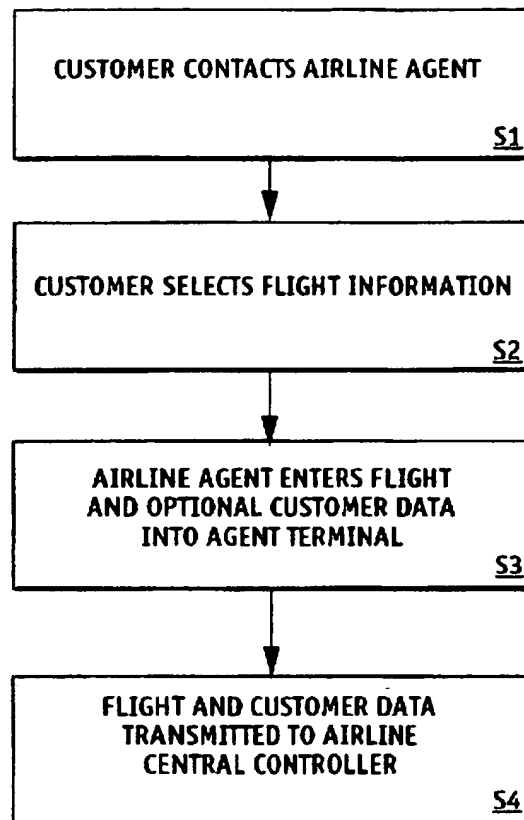 CUSTOMER CONTACTS AIRLINE AGENT
S1
CUSTOMER SELECTS FLIGHT INFORMATION
S2
AIRLINE AGENT ENTERS FLIGHT
AND OPTIONAL CUSTOMER DATA
INTO AGENT TERMINAL
S3
FLIGHT AND CUSTOMER DATA
TRANSMITTED TO AIRLINE
CENTRAL CONTROLLER
S4